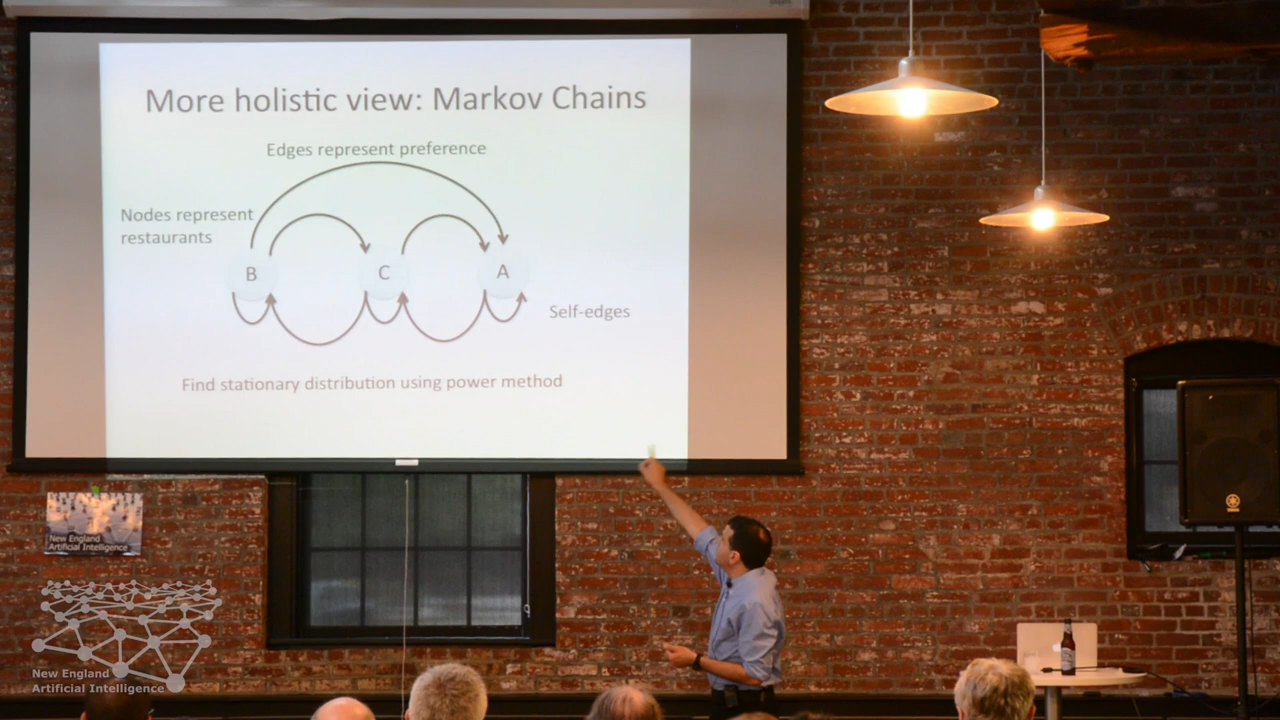 More holistic view: Markov Chains
Edges represent preference
Nodes represent
restaurants
B
C
A
Self-edges
Find stationary distribution using power method
New England
Artificial Intelligence
New England
Artificial Intelligence